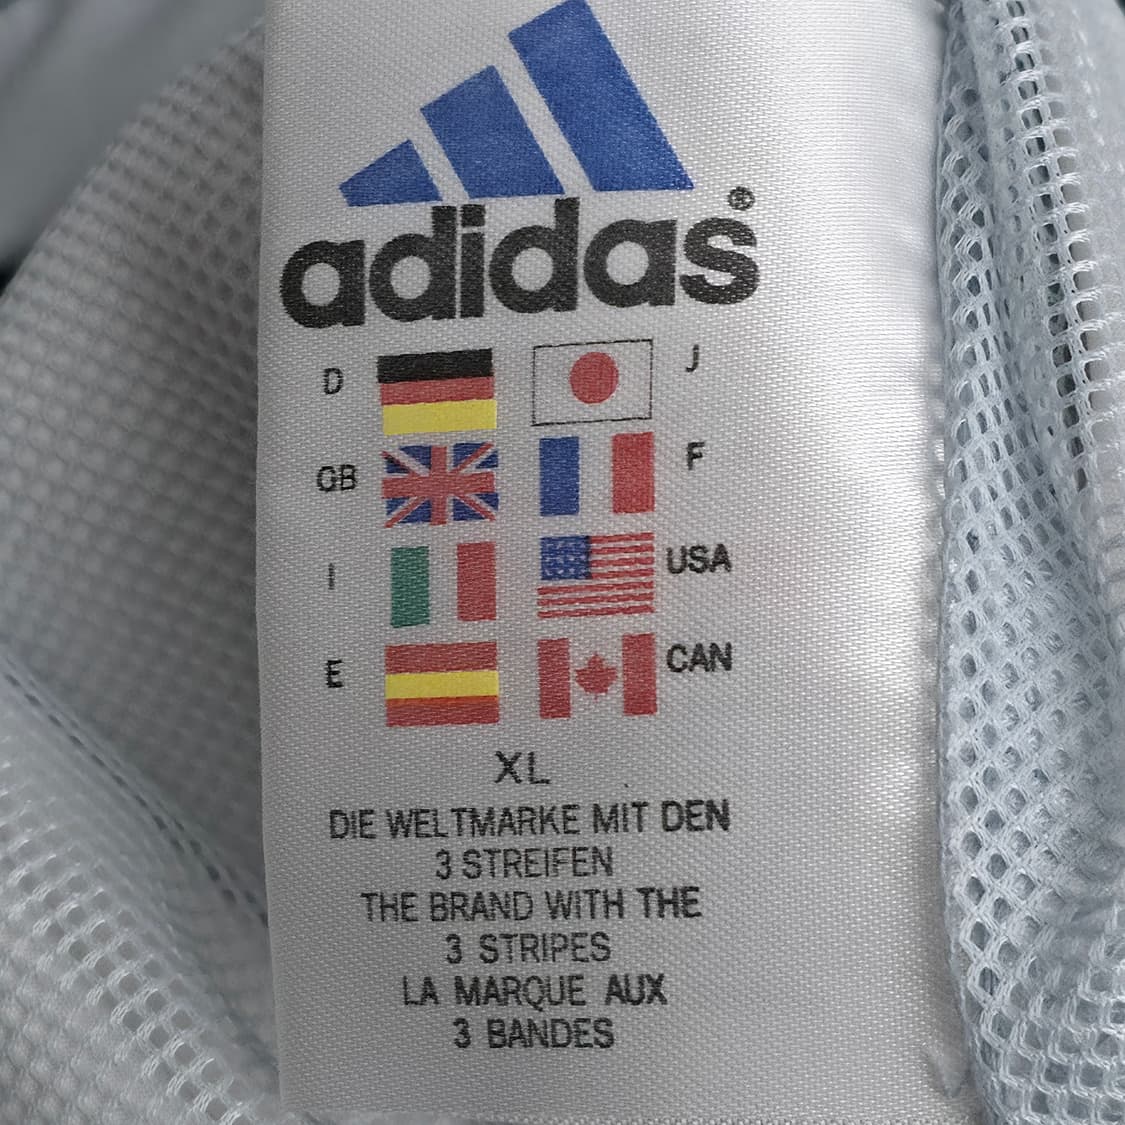 adidas®
D J
GB F
I USA
E CAN
XL
DIE WELTMARKE MIT DEN
3 STREIFEN
THE BRAND WITH THE
3 STRIPES
LA MARQUE AUX
3 BANDES